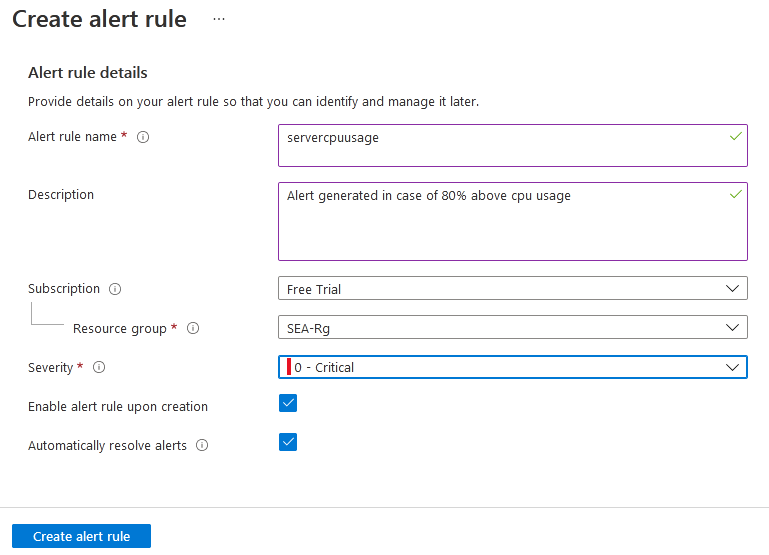 Create alert rule ...
Alert rule details
Provide details on your alert rule so that you can identify and manage it later.
Alert rule name *
servercpuusage
Description
Alert generated in case of 80% above cpu usage
Subscription
Free Trial
Resource group *
SEA-Rg
Severity *
0 - Critical
Enable alert rule upon creation
Automatically resolve alerts
Create alert rule